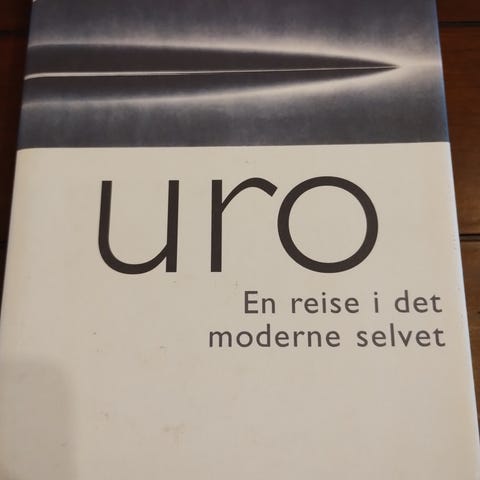 uro
En reise i det
moderne selvet